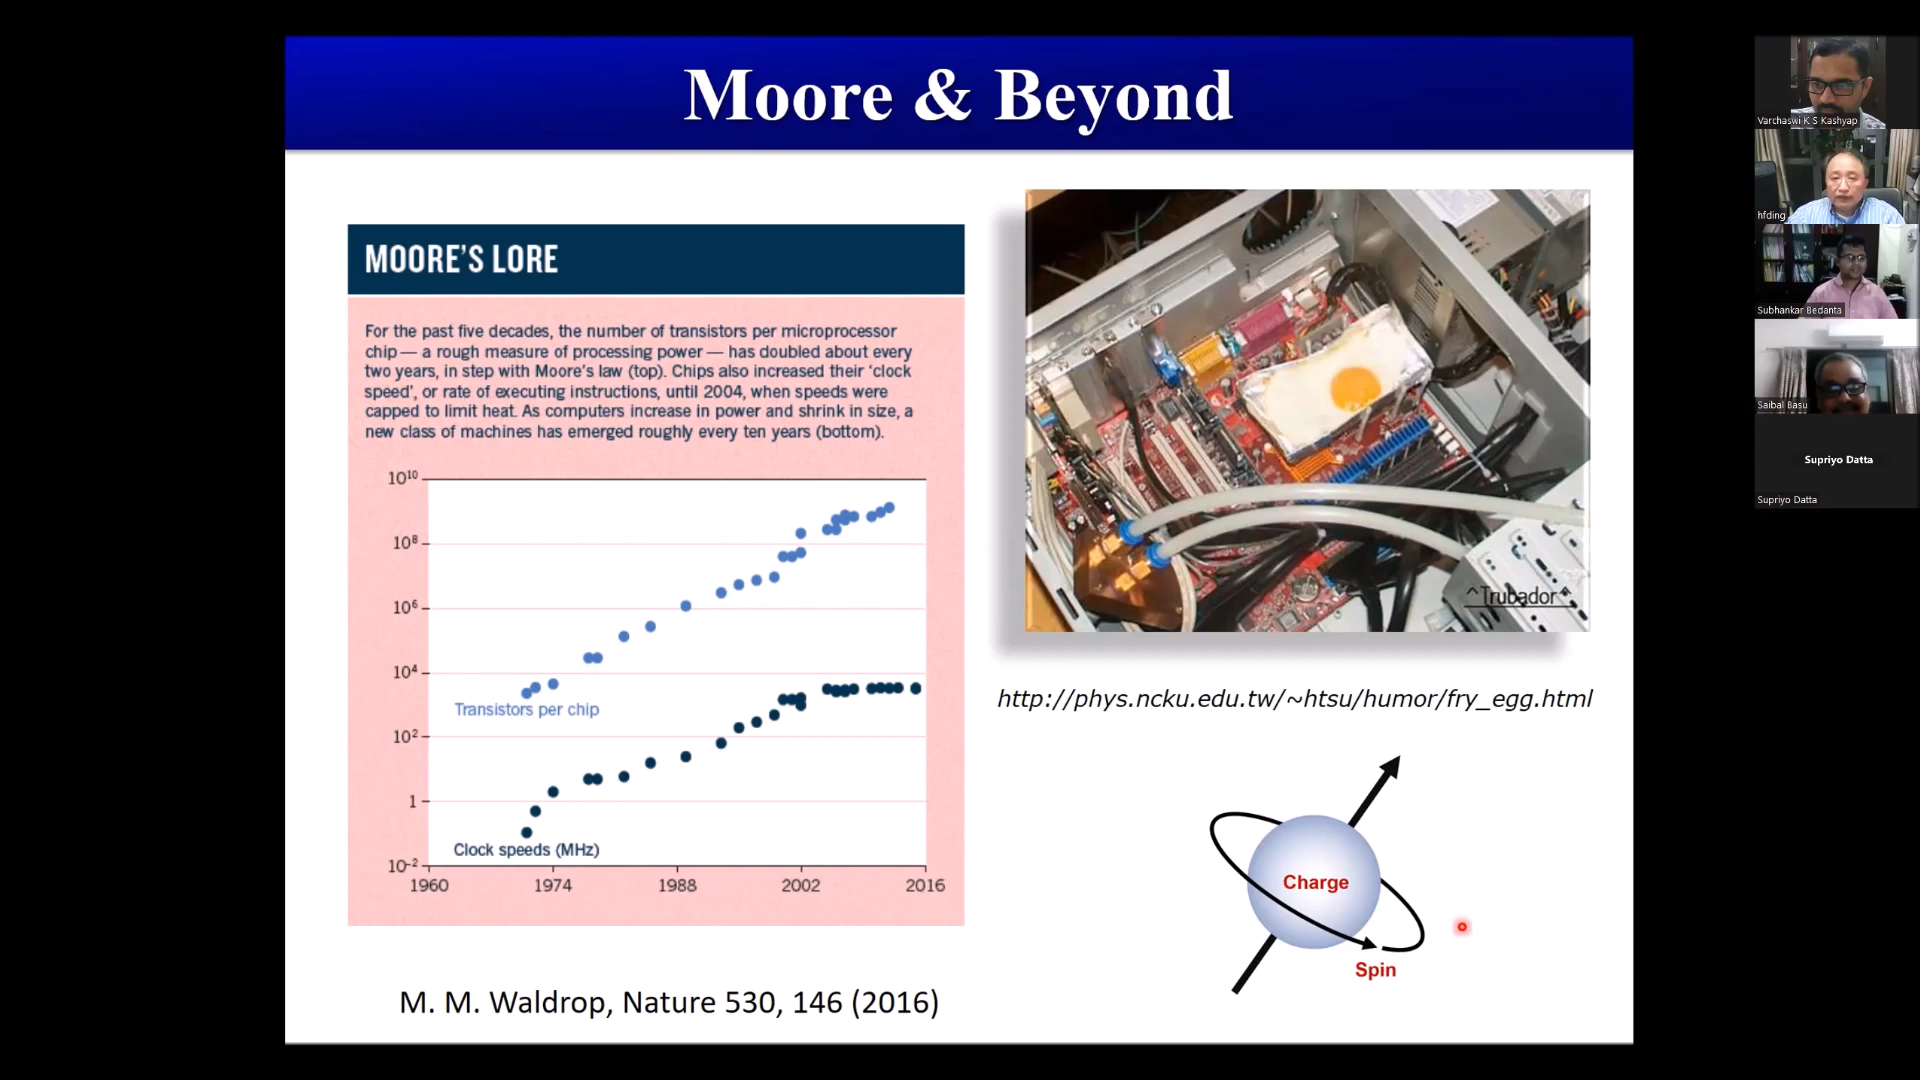 Moore & Beyond
MOORE'S LORE
For the past five decades, the number of transistors per microprocessor
chip — a rough measure of processing power — has doubled about every
two years, in step with Moore's law (top). Chips also increased their 'clock
speed', or rate of executing instructions, until 2004, when speeds were
capped to limit heat. As computers increase in power and shrink in size, a
new class of machines has emerged roughly every ten years (bottom).
10¹⁰
10⁸
10⁶
10⁴
Transistors per chip
10²
1
Clock speeds (MHz)
10⁻²
1960 1974 1988 2002 2016
M. M. Waldrop, Nature 530, 146 (2016)
^Trubador^
http://phys.ncku.edu.tw/~htsu/humor/fry_egg.html
Charge
Spin
Varchaswi K S Kashyap
hfding
Subhankar Bedanta
Saibal Basu
Supriyo Datta
Supriyo Datta